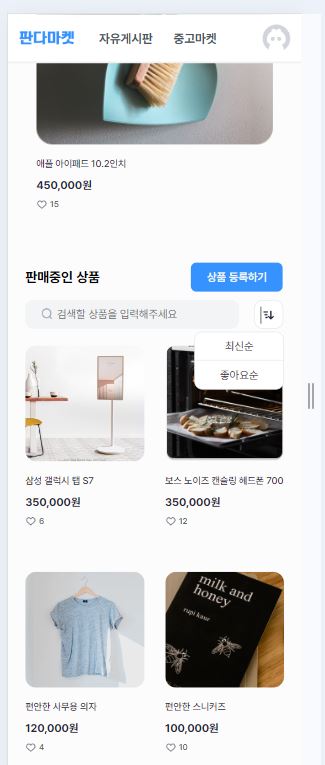 판다마켓 자유게시판 중고마켓
애플 아이패드 10.2인치
450,000원
15
판매중인 상품 상품 등록하기
검색할 상품을 입력해주세요
최신순
좋아요순
삼성 갤럭시 탭 S7 보스 노이즈 캔슬링 헤드폰 700
350,000원 350,000원
6 12
milk and
honey
rupi kaur
편안한 사무용 의자 편안한 스니커즈
120,000원 100,000원
4 10